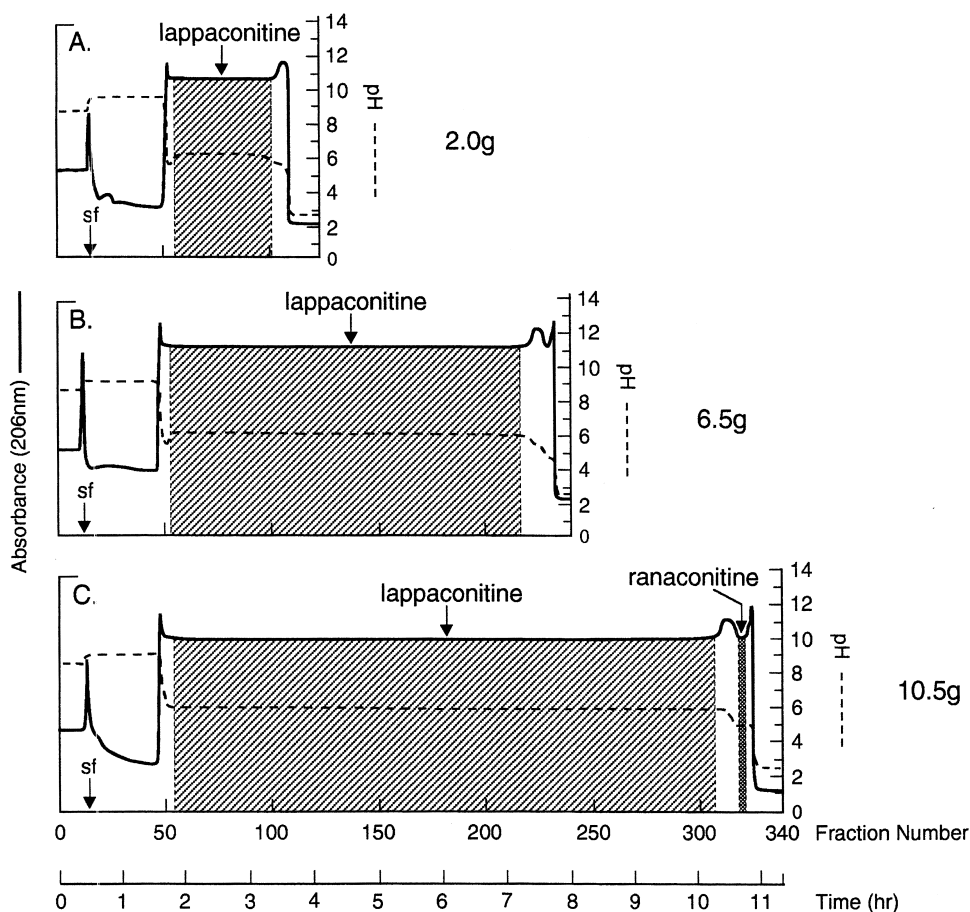 A.
lappaconitine
14
12
10
8
6
4
2
0
pH
sf
50
100
2.0g
B.
lappaconitine
14
12
10
8
6
4
2
0
pH
sf
6.5g
Absorbance (206nm)
C.
lappaconitine
ranaconitine
14
12
10
8
6
4
2
0
pH
sf
10.5g
0 50 100 150 200 250 300 340 Fraction Number
0 1 2 3 4 5 6 7 8 9 10 11 Time (hr)